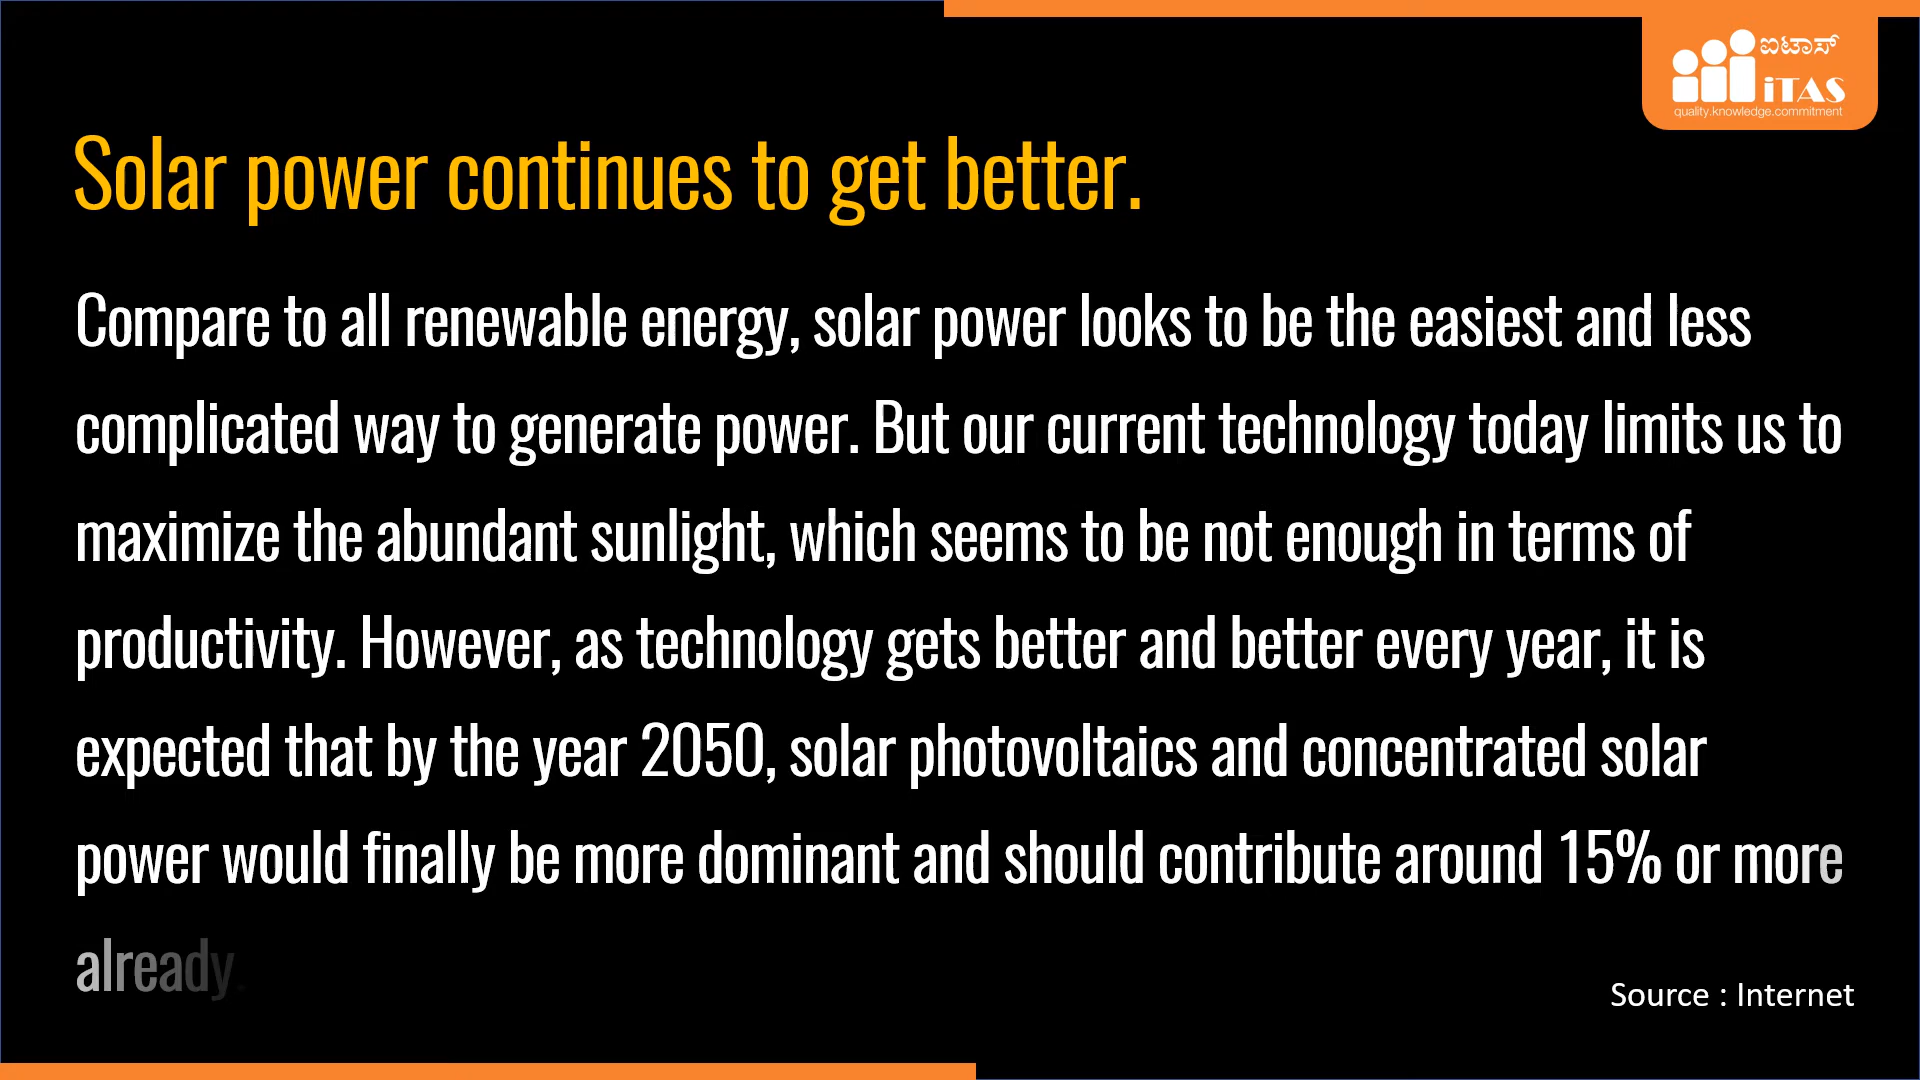 ಐಟಾಸ್
iTAS
quality.knowledge.commitment
Solar power continues to get better.
Compare to all renewable energy, solar power looks to be the easiest and less
complicated way to generate power. But our current technology today limits us to
maximize the abundant sunlight, which seems to be not enough in terms of
productivity. However, as technology gets better and better every year, it is
expected that by the year 2050, solar photovoltaics and concentrated solar
power would finally be more dominant and should contribute around 15% or more
already.
Source : Internet